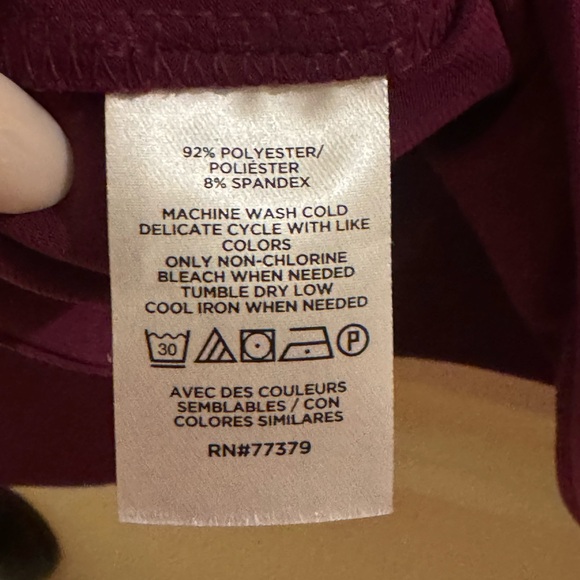 92% POLYESTER/
POLIÉSTER
8% SPANDEX
MACHINE WASH COLD
DELICATE CYCLE WITH LIKE
COLORS
ONLY NON-CHLORINE
BLEACH WHEN NEEDED
TUMBLE DRY LOW
COOL IRON WHEN NEEDED
30 P
AVEC DES COULEURS
SEMBLABLES / CON
COLORES SIMILARES
RN#77379